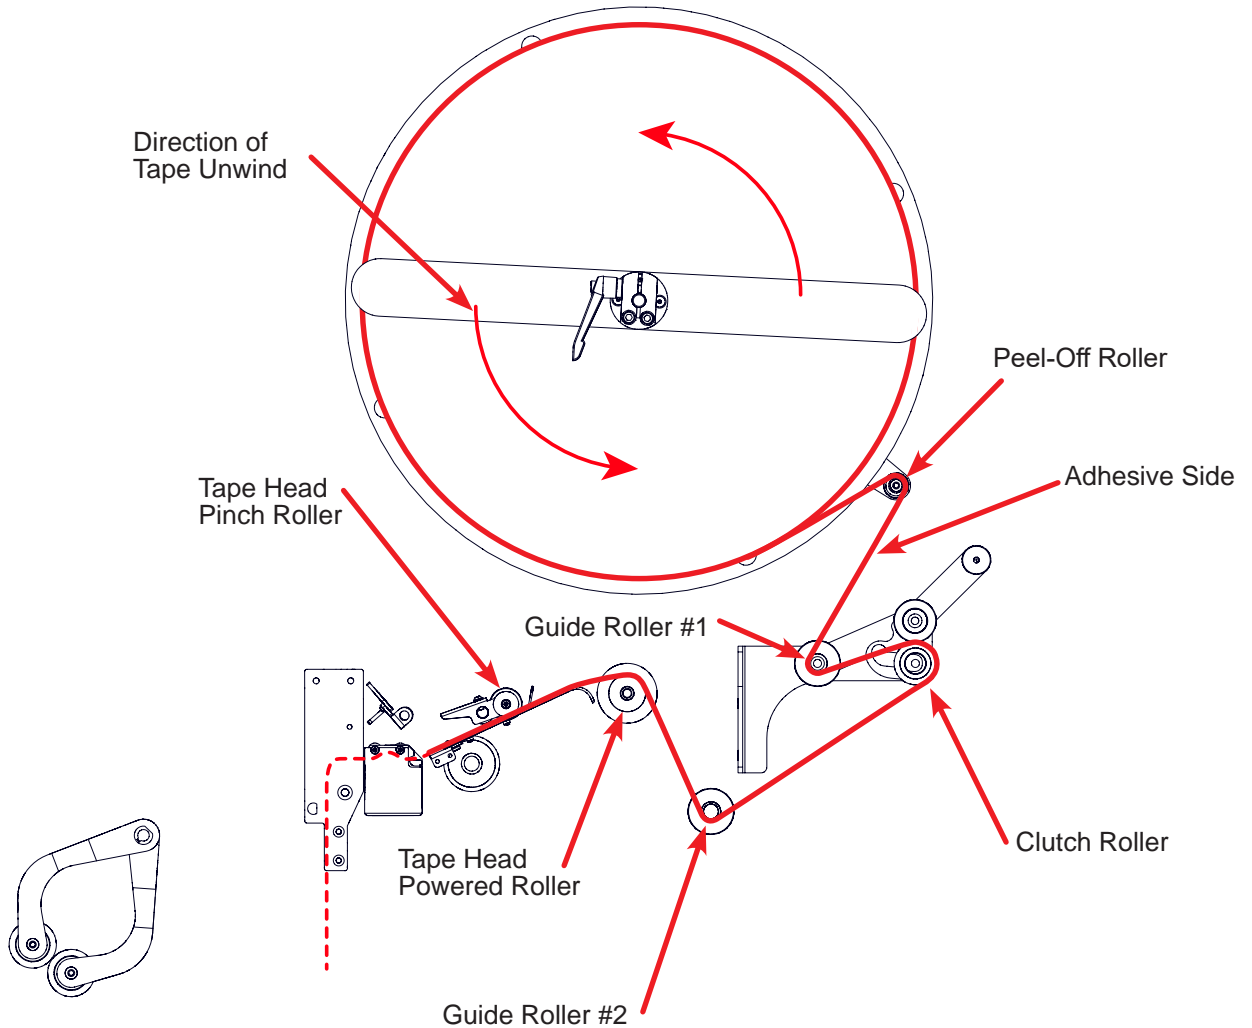 Direction of
Tape Unwind
Peel-Off Roller
Adhesive Side
Tape Head
Pinch Roller
Guide Roller #1
Clutch Roller
Tape Head
Powered Roller
Guide Roller #2